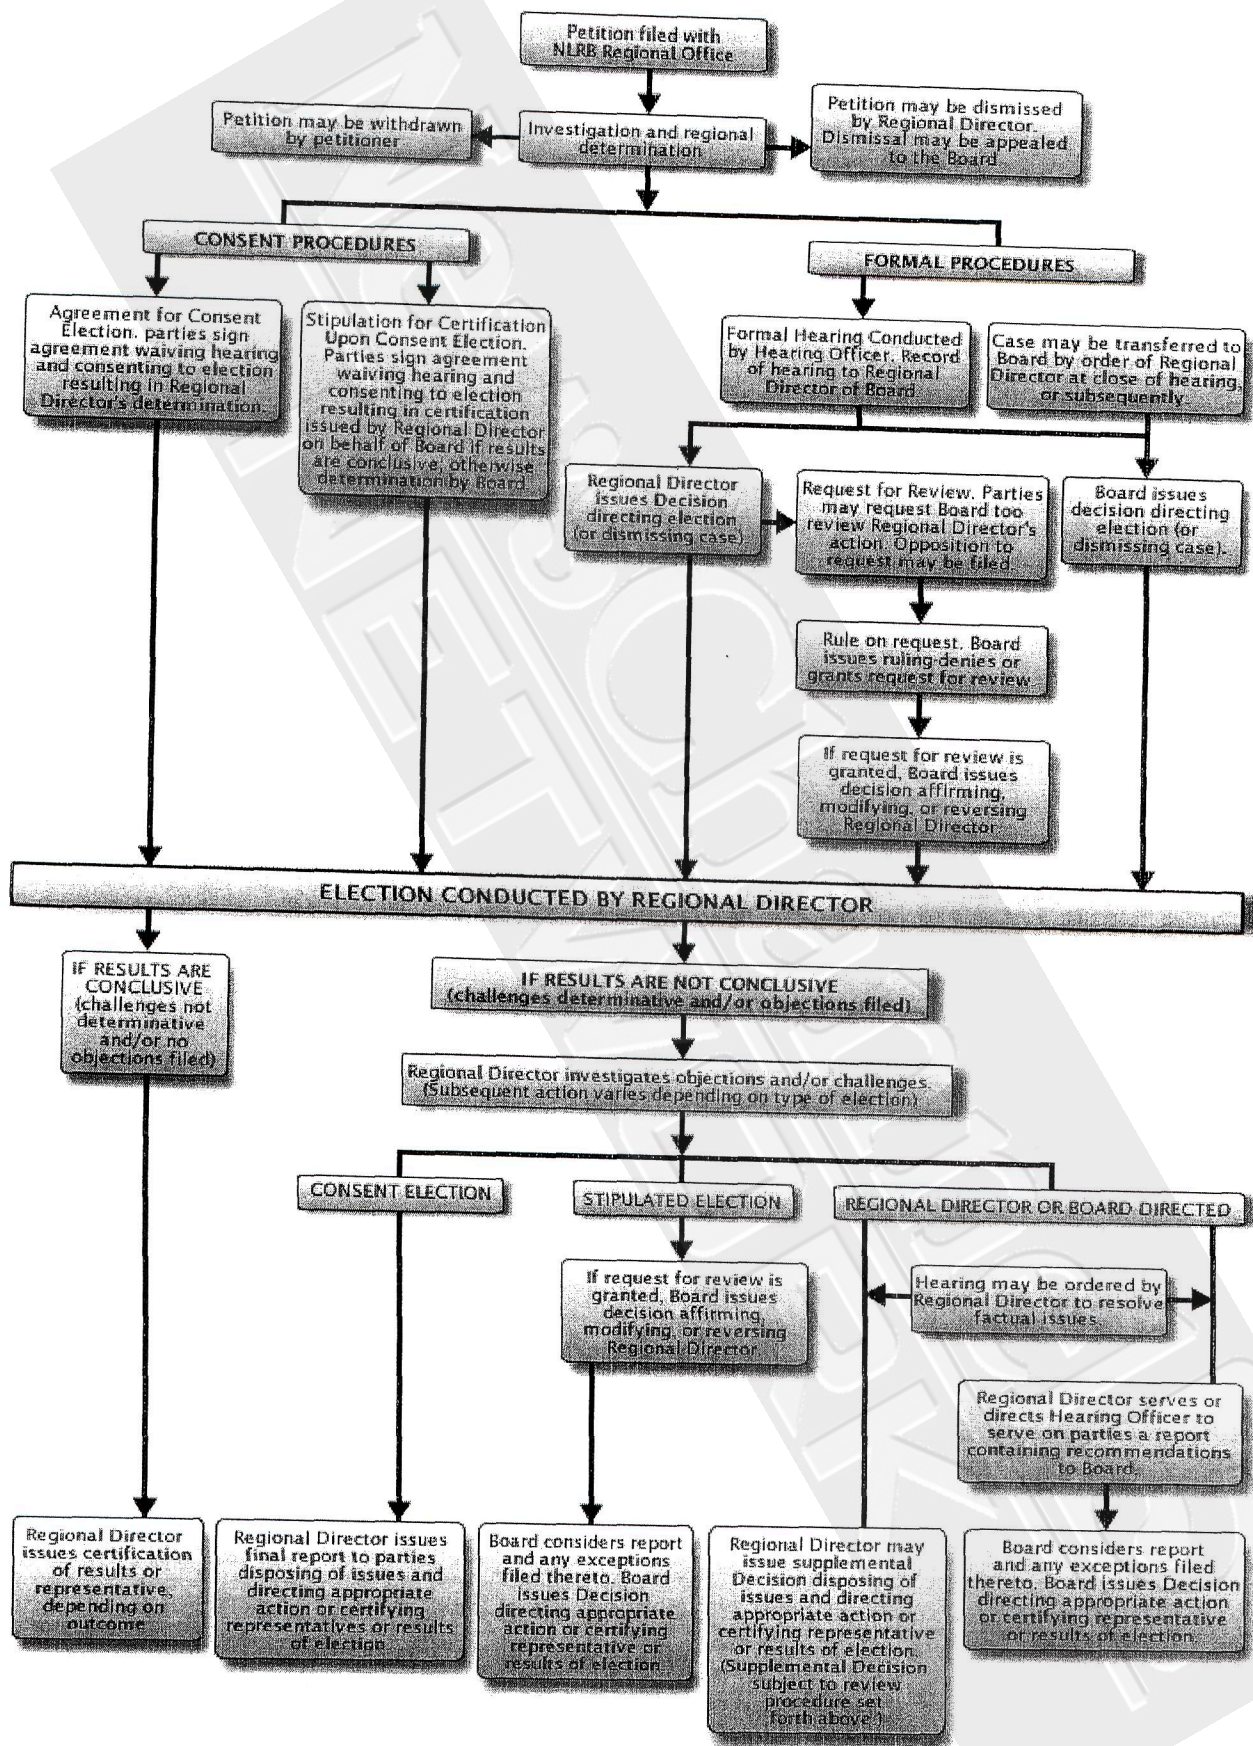 Petition filed with
NLRB Regional Office
Petition may be withdrawn
by petitioner
Investigation and regional
determination
Petition may be dismissed
by Regional Director.
Dismissal may be appealed
to the Board
CONSENT PROCEDURES
FORMAL PROCEDURES
Agreement for Consent
Election. parties sign
agreement waiving hearing
and consenting to election
resulting in Regional
Director's determination.
Stipulation for Certification
Upon Consent Election.
Parties sign agreement
waiving hearing and
consenting to election
resulting in certification
issued by Regional Director
on behalf of Board if results
are conclusive, otherwise
determination by Board
Formal Hearing Conducted
by Hearing Officer. Record
of hearing to Regional
Director of Board
Case may be transferred to
Board by order of Regional
Director at close of hearing,
or subsequently.
Regional Director
issues Decision
directing election
(or dismissing case)
Request for Review. Parties
may request Board too
review Regional Director's
action. Opposition to
request may be filed.
Board issues
decision directing
election (or
dismissing case).
Rule on request. Board
issues ruling-denies or
grants request for review
If request for review is
granted, Board issues
decision affirming,
modifying, or reversing
Regional Director
ELECTION CONDUCTED BY REGIONAL DIRECTOR
IF RESULTS ARE
CONCLUSIVE
(challenges not
determinative
and/or no
objections filed)
IF RESULTS ARE NOT CONCLUSIVE
(challenges determinative and/or objections filed)
Regional Director investigates objections and/or challenges.
(Subsequent action varies depending on type of election)
CONSENT ELECTION
STIPULATED ELECTION
REGIONAL DIRECTOR OR BOARD DIRECTED
If request for review is
granted, Board issues
decision affirming,
modifying, or reversing
Regional Director.
Hearing may be ordered by
Regional Director to resolve
factual issues.
Regional Director serves or
directs Hearing Officer to
serve on parties a report
containing recommendations
to Board.
Regional Director
issues certification
of results or
representative,
depending on
outcome
Regional Director issues
final report to parties
disposing of issues and
directing appropriate
action or certifying
representatives or results
of election
Board considers report
and any exceptions
filed thereto. Board
issues Decision
directing appropriate
action or certifying
representative or
results of election
Regional Director may
issue supplemental
Decision disposing of
issues and directing
appropriate action or
certifying representative
or results of election.
(Supplemental Decision
subject to review
procedure set
forth above.)
Board considers report
and any exceptions filed
thereto. Board issues Decision
directing appropriate action
or certifying representative
or results of election.